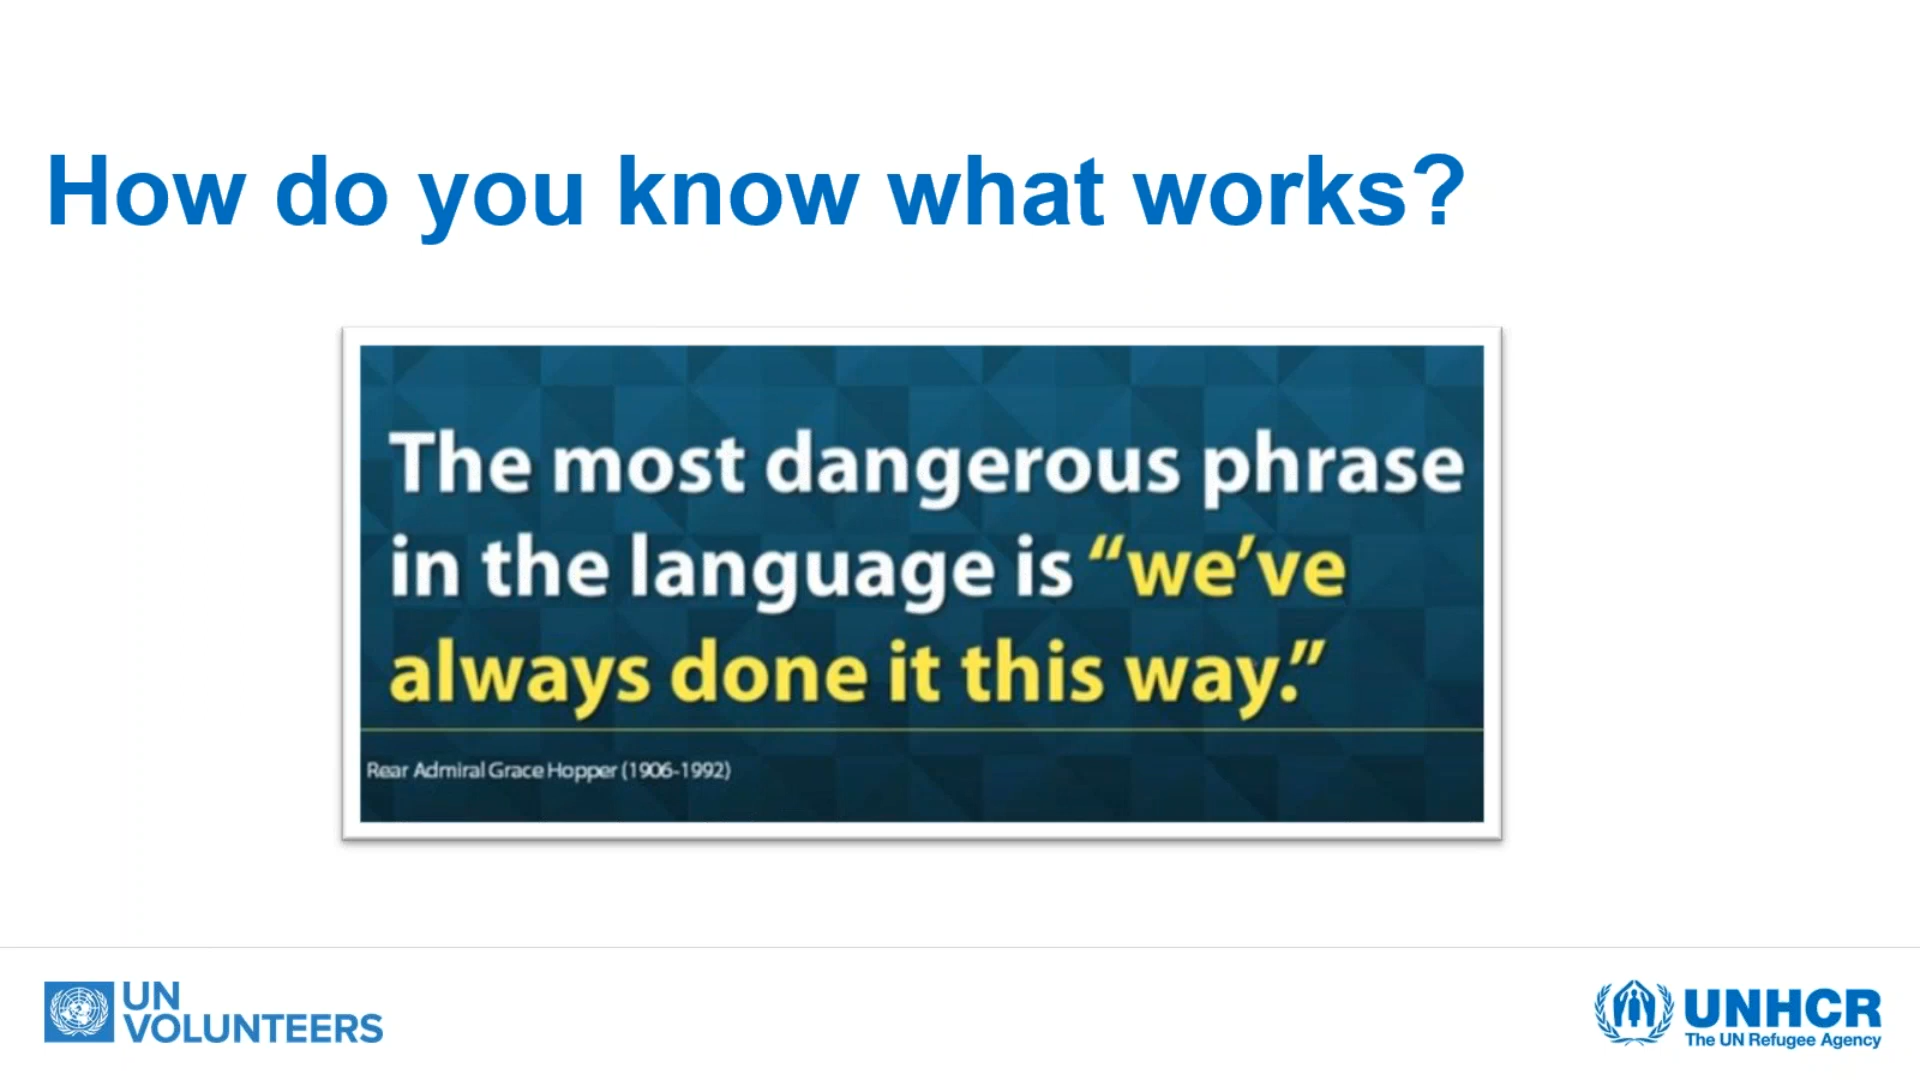 How do you know what works?
The most dangerous phrase
in the language is “we’ve
always done it this way.”
Rear Admiral Grace Hopper (1906-1992)
UN
VOLUNTEERS
UNHCR
The UN Refugee Agency